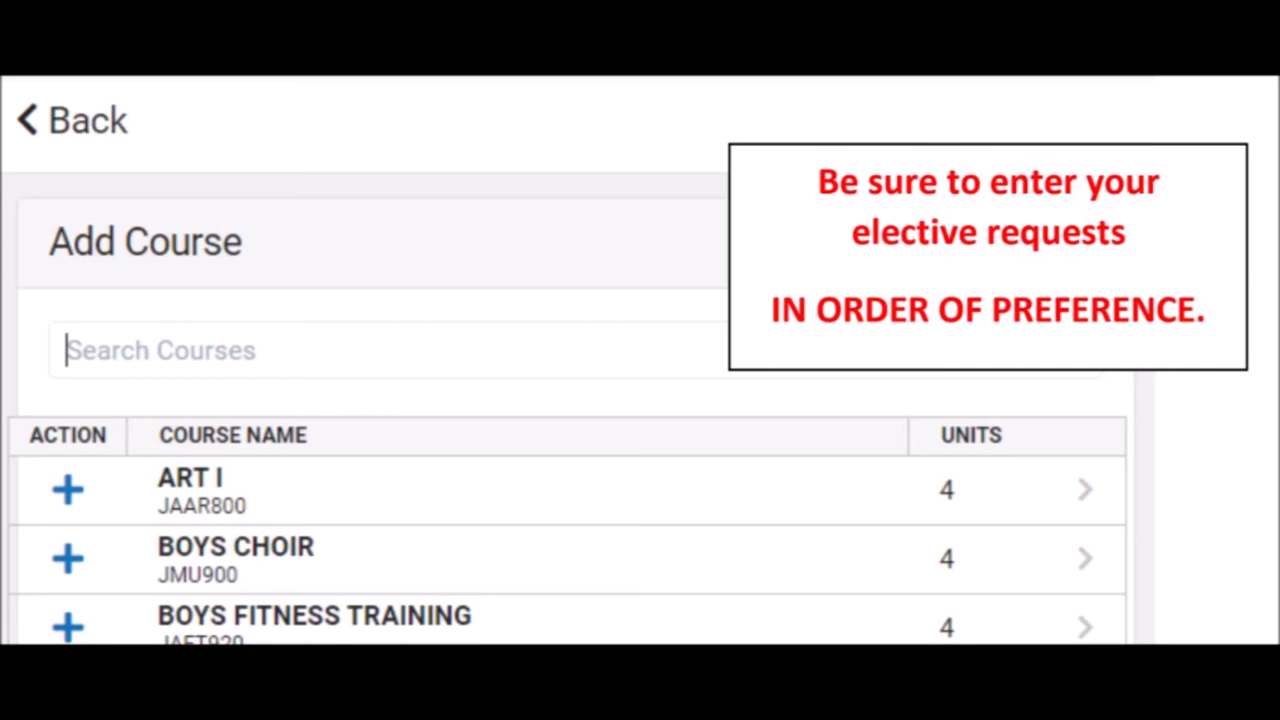 Back
Be sure to enter your
elective requests
IN ORDER OF PREFERENCE.
Add Course
Search Courses
ACTION COURSE NAME UNITS
ART I 4
JAAR800
BOYS CHOIR 4
JMU900
BOYS FITNESS TRAINING 4